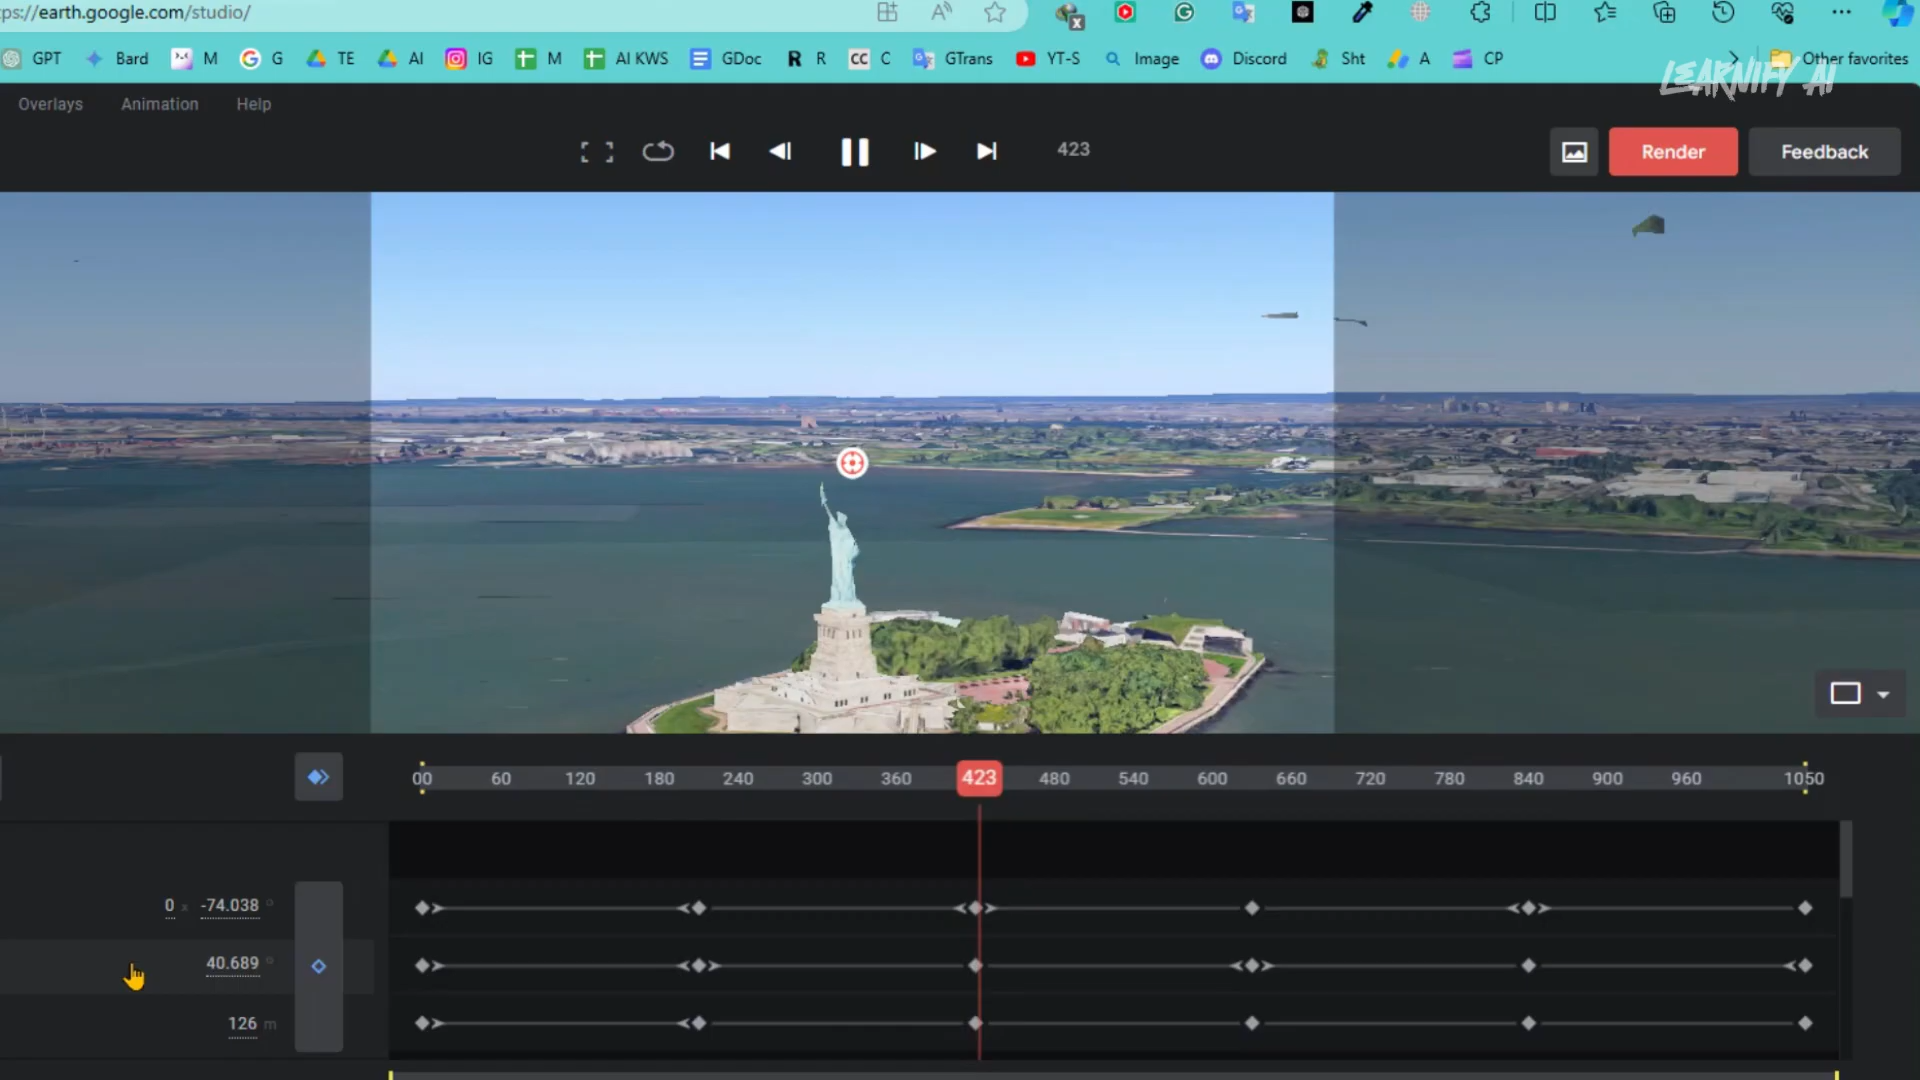 ps://earth.google.com/studio/
GPT Bard M G TE AI IG M AI KWS GDoc R R CC C GTrans YT-S Image Discord Sht A CP Other favorites
LEARNIFY AI
Overlays Animation Help
423
Render
Feedback
00 60 120 180 240 300 360 423 480 540 600 660 720 780 840 900 960 1050
0 x -74.038 °
40.689 °
126 m